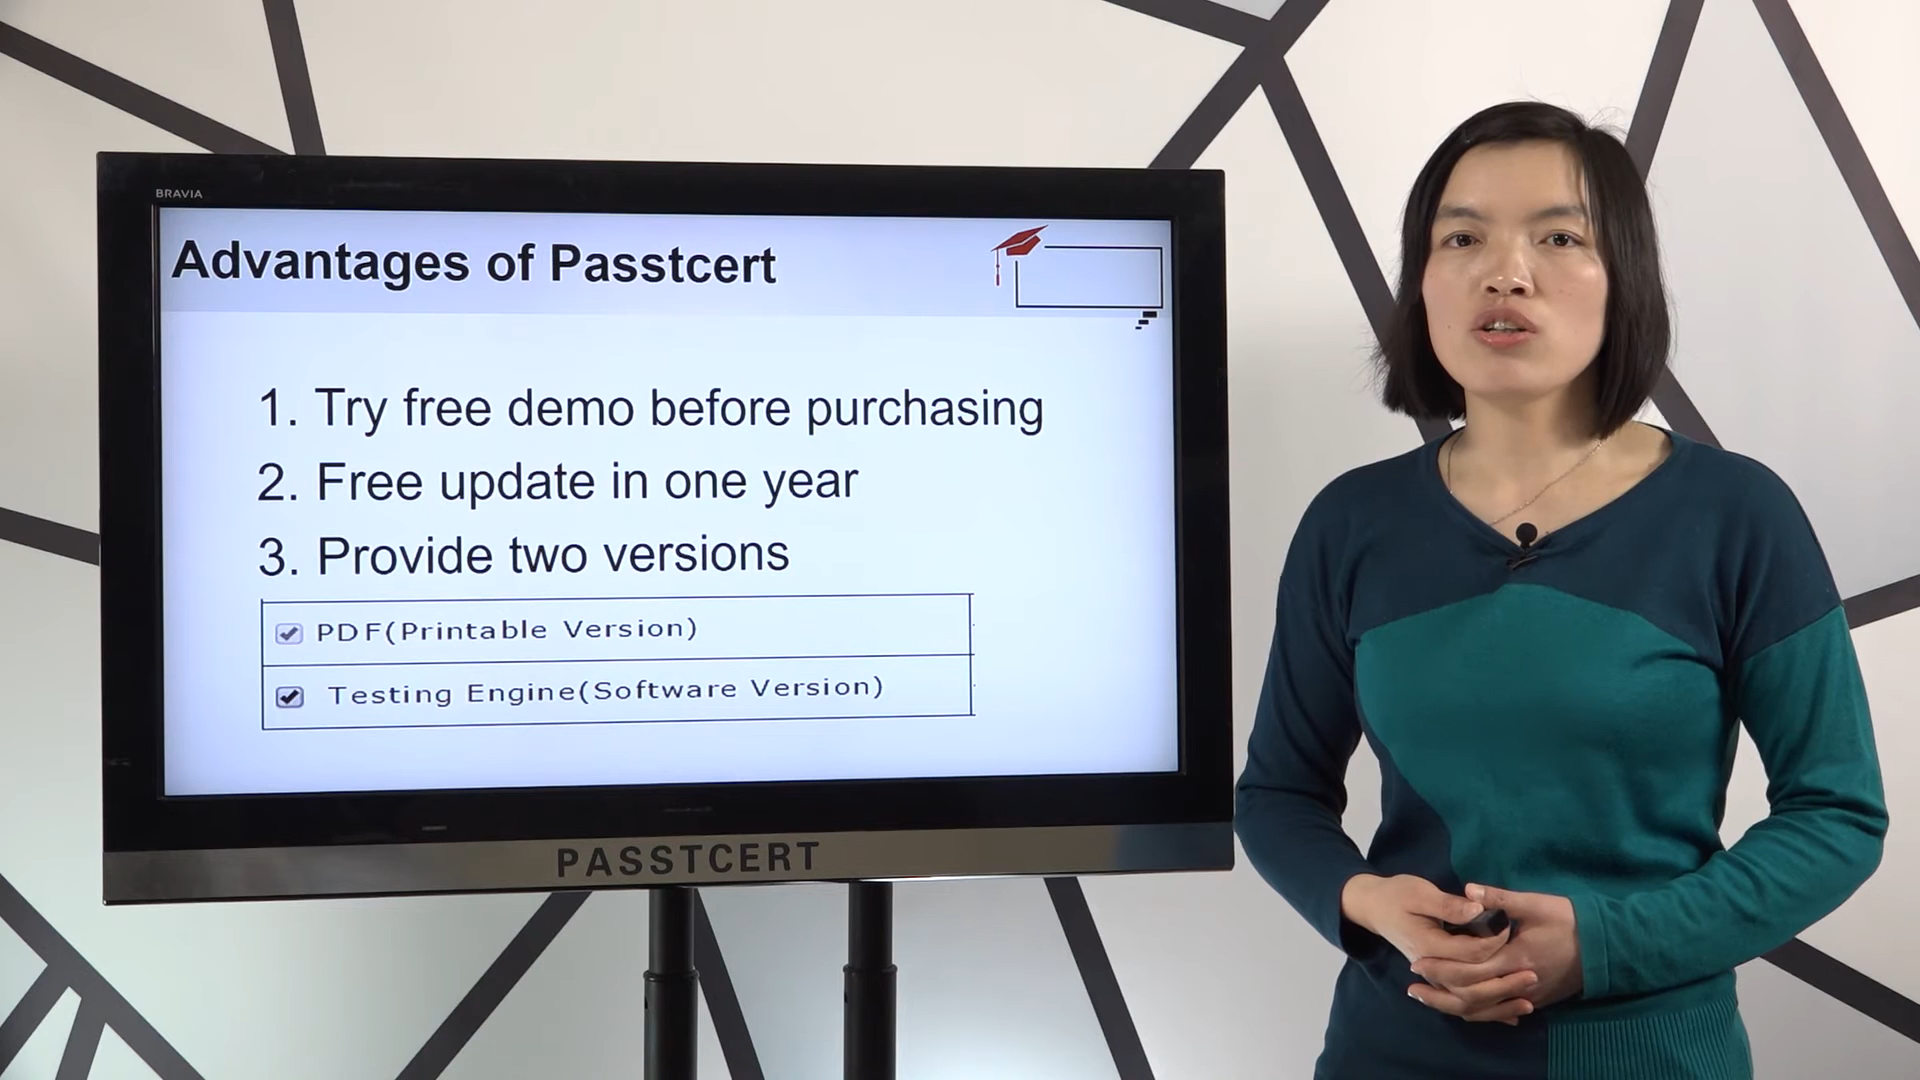 BRAVIA
Advantages of Passtcert
1. Try free demo before purchasing
2. Free update in one year
3. Provide two versions
PDF(Printable Version)
Testing Engine(Software Version)
PASSTCERT